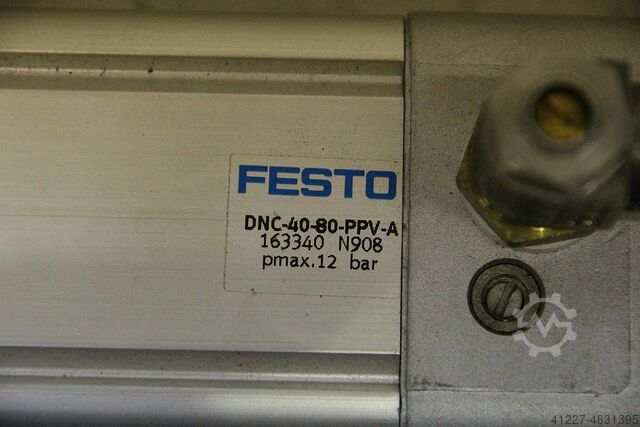 FESTO
DNC-40-80-PPV-A
163340 N908
pmax.12 bar
41227-4831395